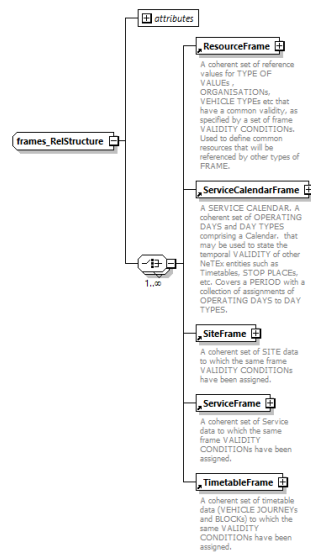 attributes
ResourceFrame
A coherent set of reference
values for TYPE OF
VALUEs ,
ORGANISATIONs,
VEHICLE TYPEs etc that
have a common validity, as
specified by a set of frame
VALIDITY CONDITIONs.
Used to define common
resources that will be
referenced by other types of
FRAME.
frames_RelStructure
ServiceCalendarFrame
A SERVICE CALENDAR. A
coherent set of OPERATING
DAYS and DAY TYPES
comprising a Calendar.  that
may be used to state the
temporal VALIDITY of other
NeTEx entities such as
Timetables, STOP PLACEs,
etc. Covers a PERIOD with a
collection of assignments of
OPERATING DAYS to DAY
TYPES.
1..∞
SiteFrame
A coherent set of SITE data
to which the same frame
VALIDITY CONDITIONs
have been assigned.
ServiceFrame
A coherent set of Service
data to which the same
frame VALIDITY
CONDITIONs have been
assigned.
TimetableFrame
A coherent set of timetable
data (VEHICLE JOURNEYs
and BLOCKs) to which the
same VALIDITY
CONDITIONs have been
assigned.